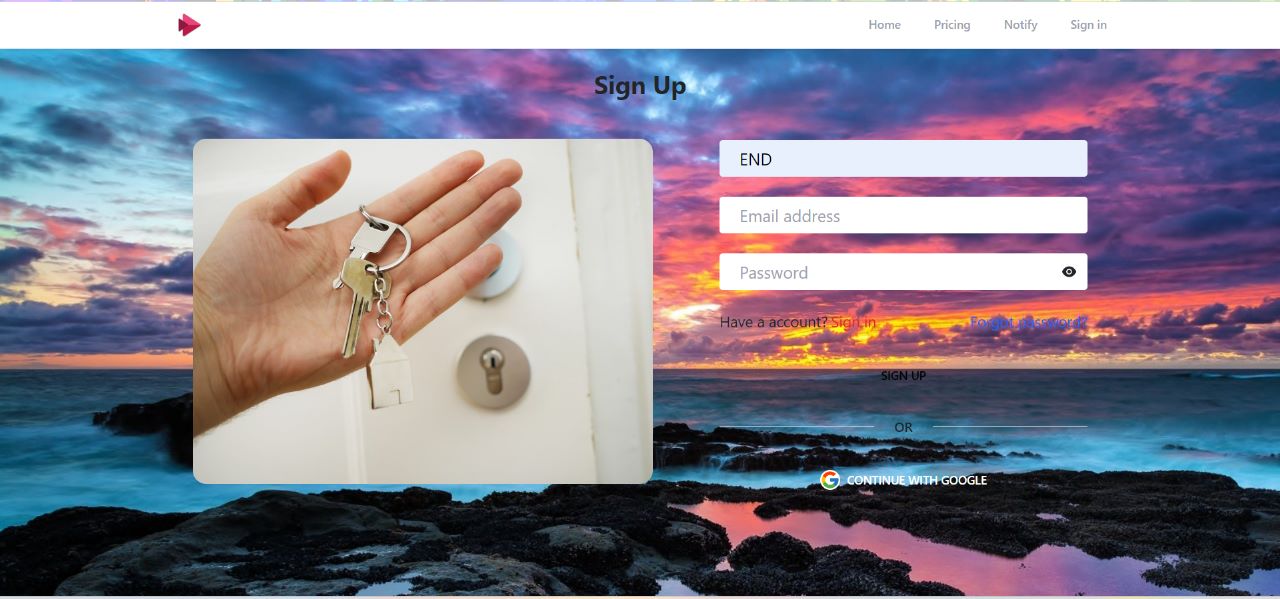 Home Pricing Notify Sign in
Sign Up
END
Email address
Password
Have a account? Sign in Forgot password?
SIGN UP
OR
CONTINUE WITH GOOGLE